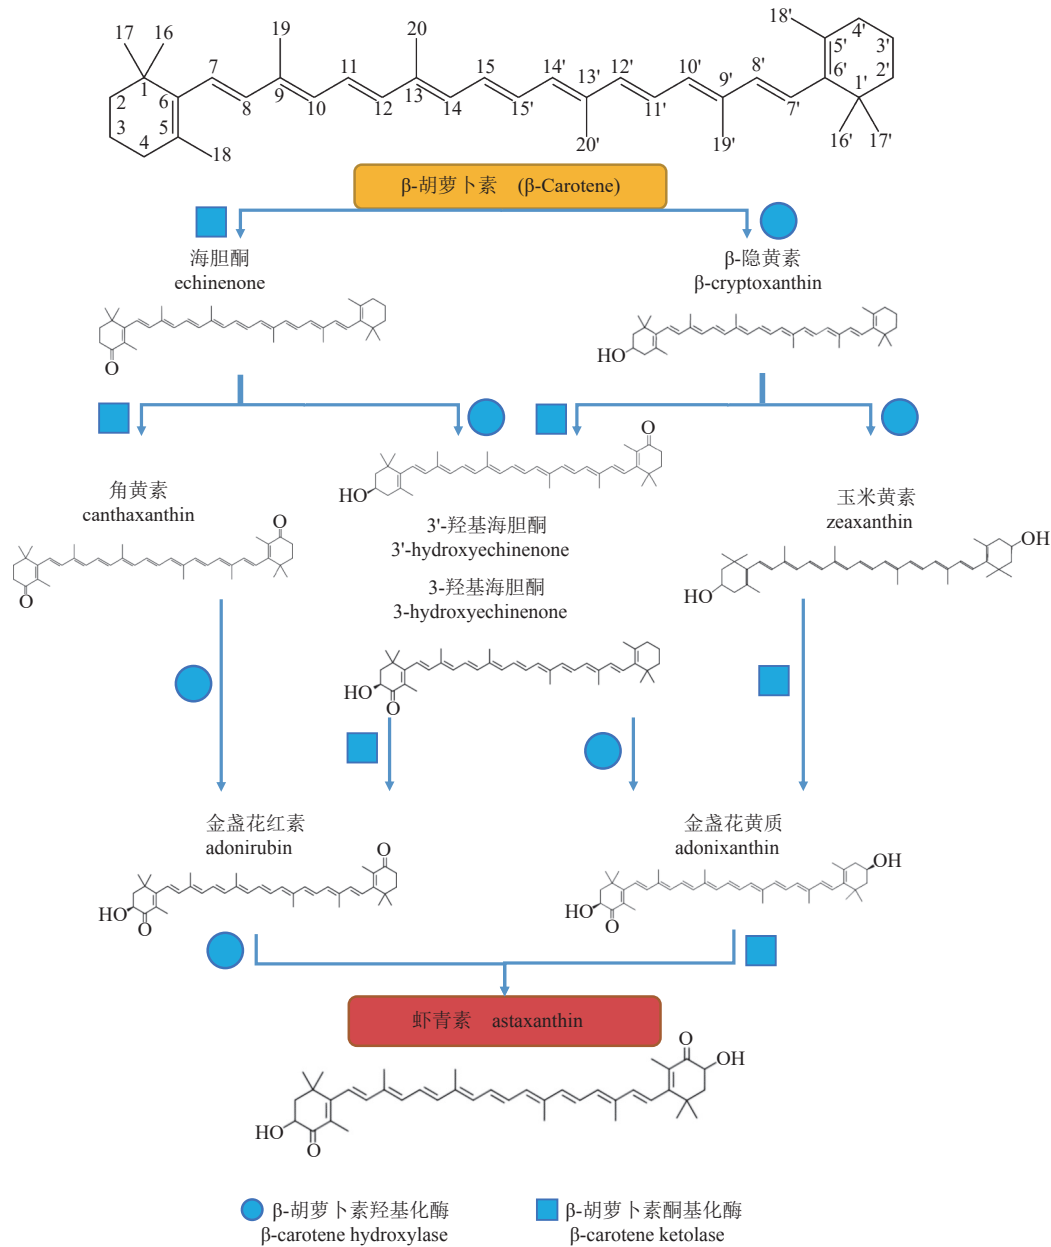 17 16 19 20 18' 4'
5' 3'
7 11 15 14' 12' 10' 8' 6' 2'
1 13' 9' 1'
2 6 8 9 10 12 13 14 15' 11' 7'
3 5
4 18 20' 19' 16' 17'
β-胡萝卜素 (β-Carotene)
海胆酮
echinenone
β-隐黄素
β-cryptoxanthin
O
HO
O
HO
角黄素
canthaxanthin
3'-羟基海胆酮
3'-hydroxyechinenone
玉米黄素
zeaxanthin
O
O
OH
HO
3-羟基海胆酮
3-hydroxyechinenone
HO
O
金盏花红素
adonirubin
金盏花黄质
adonixanthin
O
HO
O
OH
HO
O
虾青素 astaxanthin
O
OH
HO
O
β-胡萝卜素羟基化酶
β-carotene hydroxylase
β-胡萝卜素酮基化酶
β-carotene ketolase